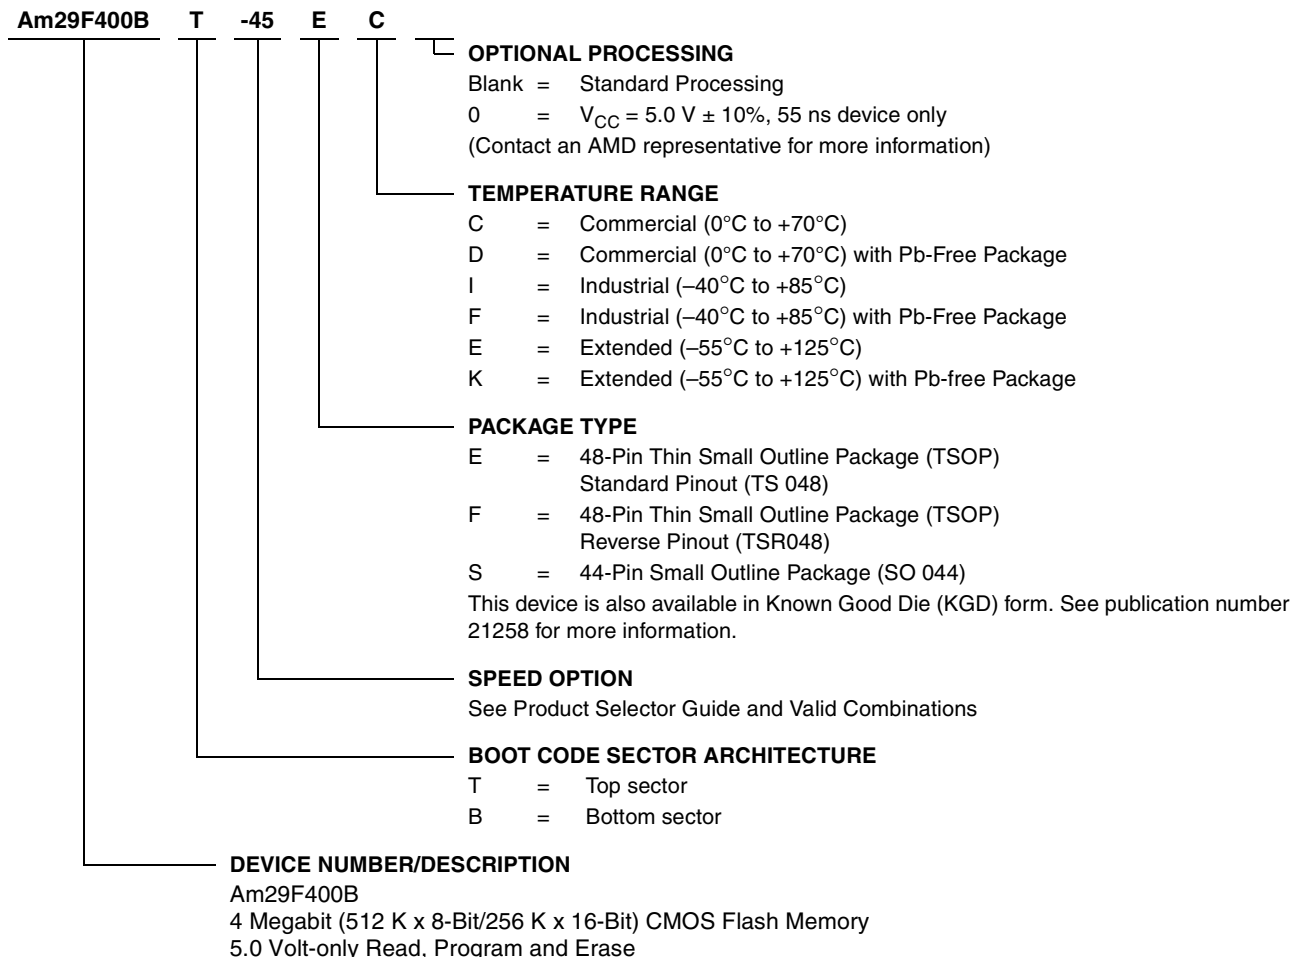 Am29F400B T -45 E C
OPTIONAL PROCESSING
Blank = Standard Processing
0 = VCC = 5.0 V ± 10%, 55 ns device only
(Contact an AMD representative for more information)
TEMPERATURE RANGE
C = Commercial (0°C to +70°C)
D = Commercial (0°C to +70°C) with Pb-Free Package
I = Industrial (–40°C to +85°C)
F = Industrial (–40°C to +85°C) with Pb-Free Package
E = Extended (–55°C to +125°C)
K = Extended (–55°C to +125°C) with Pb-free Package
PACKAGE TYPE
E = 48-Pin Thin Small Outline Package (TSOP)
Standard Pinout (TS 048)
F = 48-Pin Thin Small Outline Package (TSOP)
Reverse Pinout (TSR048)
S = 44-Pin Small Outline Package (SO 044)
This device is also available in Known Good Die (KGD) form. See publication number
21258 for more information.
SPEED OPTION
See Product Selector Guide and Valid Combinations
BOOT CODE SECTOR ARCHITECTURE
T = Top sector
B = Bottom sector
DEVICE NUMBER/DESCRIPTION
Am29F400B
4 Megabit (512 K x 8-Bit/256 K x 16-Bit) CMOS Flash Memory
5.0 Volt-only Read, Program and Erase